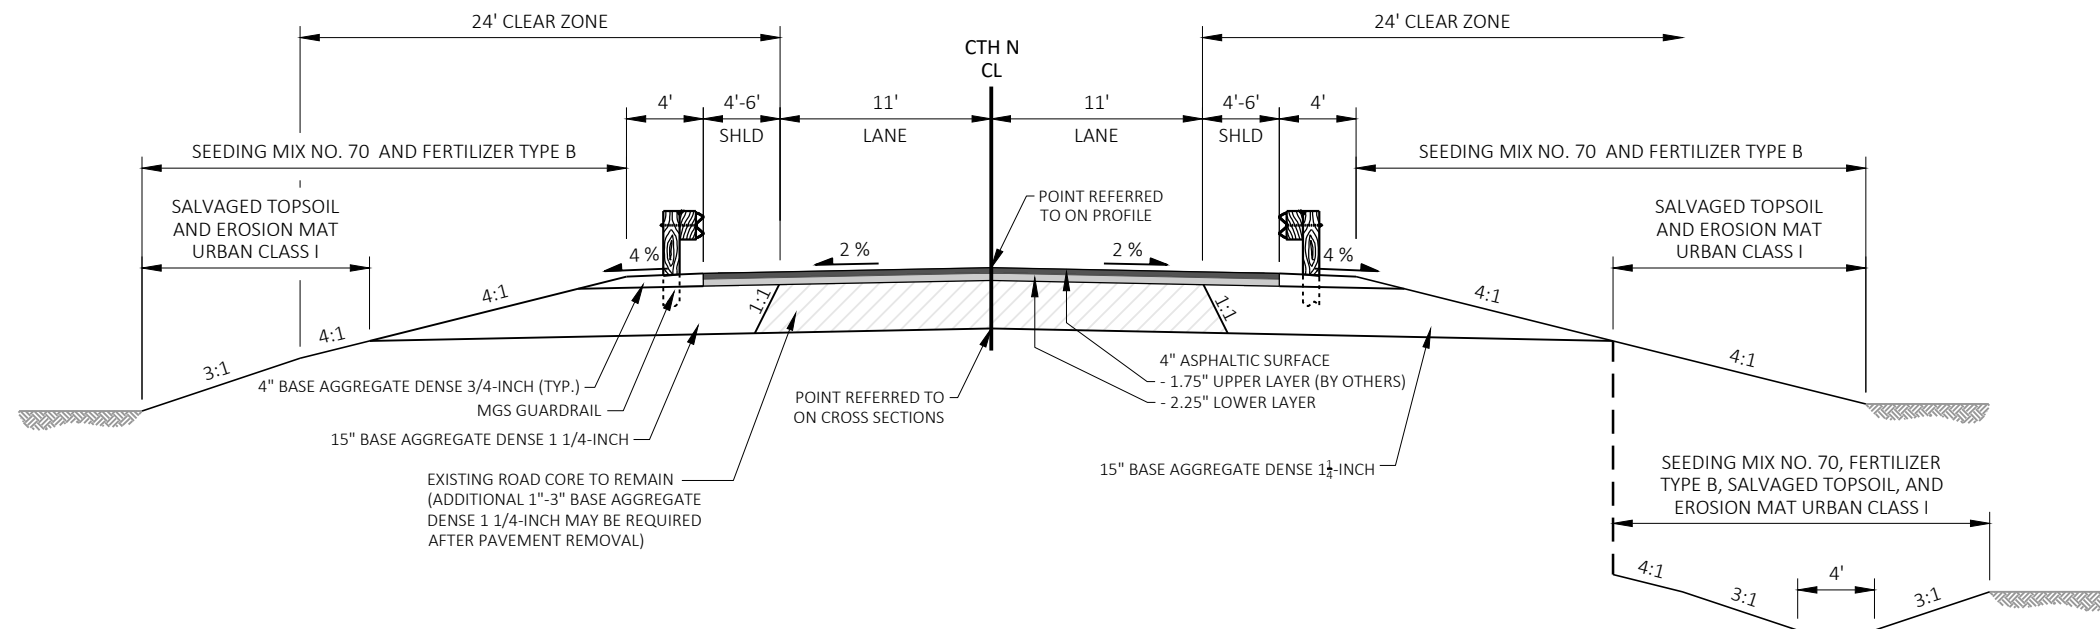 24' CLEAR ZONE
24' CLEAR ZONE
CTH N
CL
4'
4'-6'
11'
11'
4'-6'
4'
SHLD
LANE
LANE
SHLD
SEEDING MIX NO. 70 AND FERTILIZER TYPE B
SEEDING MIX NO. 70 AND FERTILIZER TYPE B
SALVAGED TOPSOIL
AND EROSION MAT
URBAN CLASS I
POINT REFERRED
TO ON PROFILE
SALVAGED TOPSOIL
AND EROSION MAT
URBAN CLASS I
4 %
2 %
2 %
4 %
4:1
1:1
1:1
4:1
4:1
3:1
4:1
4" BASE AGGREGATE DENSE 3/4-INCH (TYP.)
MGS GUARDRAIL
15" BASE AGGREGATE DENSE 1 1/4-INCH
EXISTING ROAD CORE TO REMAIN
(ADDITIONAL 1"-3" BASE AGGREGATE
DENSE 1 1/4-INCH MAY BE REQUIRED
AFTER PAVEMENT REMOVAL)
POINT REFERRED TO
ON CROSS SECTIONS
4" ASPHALTIC SURFACE
- 1.75" UPPER LAYER (BY OTHERS)
- 2.25" LOWER LAYER
15" BASE AGGREGATE DENSE 1¼-INCH
SEEDING MIX NO. 70, FERTILIZER
TYPE B, SALVAGED TOPSOIL, AND
EROSION MAT URBAN CLASS I
4:1
3:1
4'
3:1